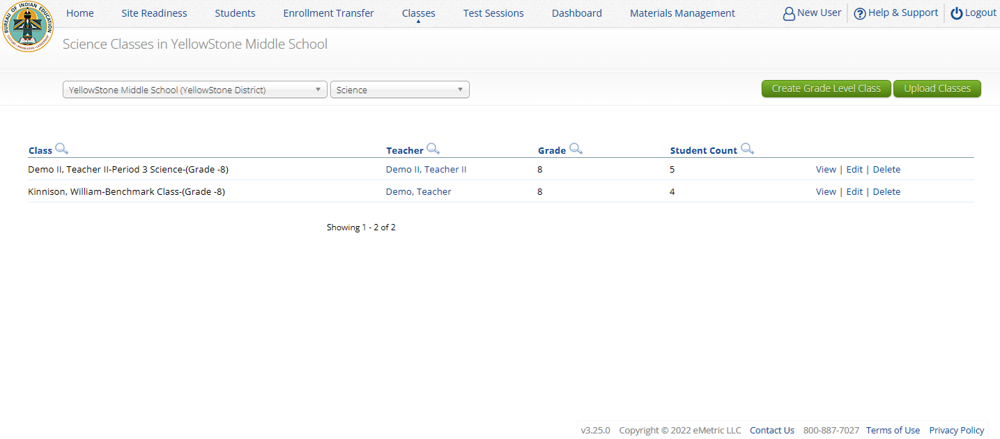 BUREAU OF INDIAN EDUCATION
CULTURE • KNOWLEDGE • LEADERSHIP
Home Site Readiness Students Enrollment Transfer Classes Test Sessions Dashboard Materials Management New User Help & Support Logout
Science Classes in YellowStone Middle School
YellowStone Middle School (YellowStone District) Science Create Grade Level Class Upload Classes
Class Teacher Grade Student Count
Demo II, Teacher II-Period 3 Science-(Grade -8) Demo II, Teacher II 8 5 View | Edit | Delete
Kinnison, William-Benchmark Class-(Grade -8) Demo, Teacher 8 4 View | Edit | Delete
Showing 1 - 2 of 2
v3.25.0 Copyright © 2022 eMetric LLC Contact Us 800-887-7027 Terms of Use Privacy Policy